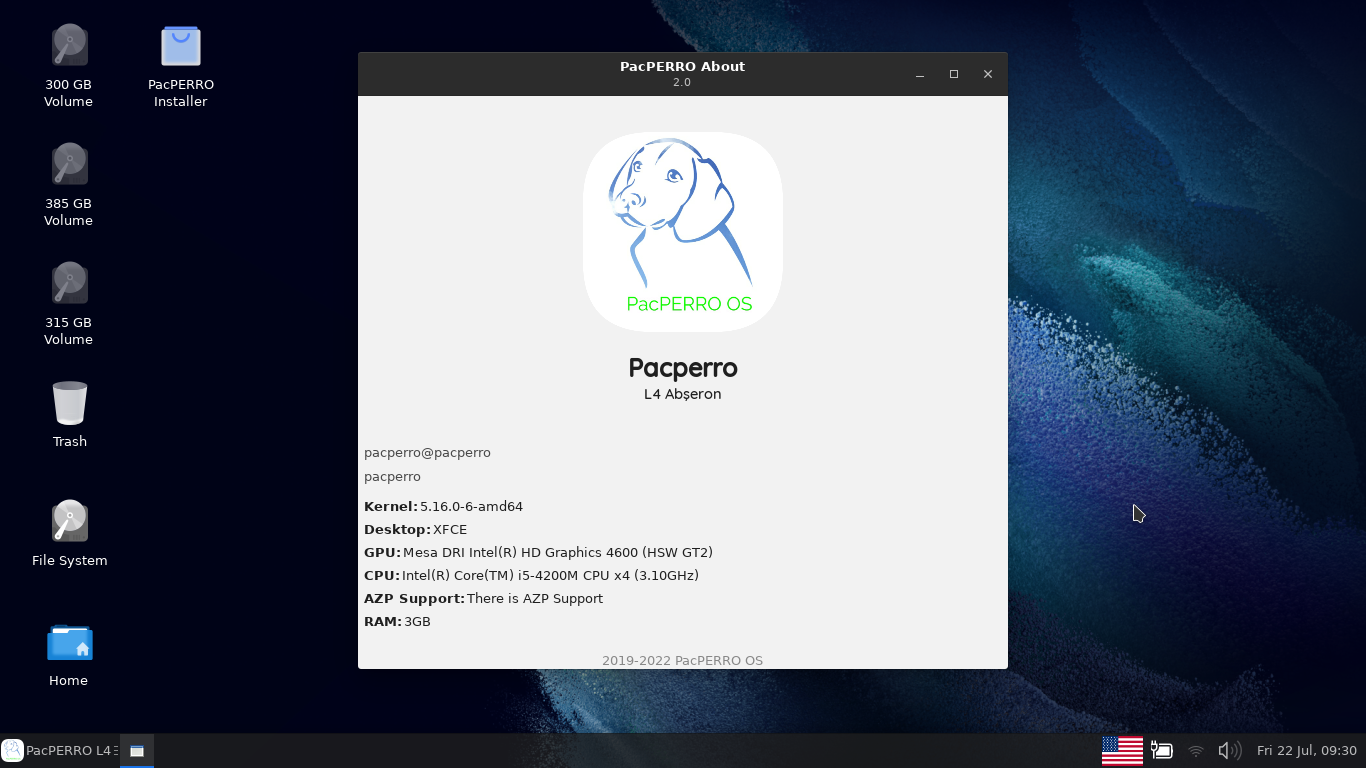 300 GB
Volume
PacPERRO
Installer
385 GB
Volume
315 GB
Volume
Trash
File System
Home
PacPERRO About
2.0
PacPERRO OS
Pacperro
L4 Abşeron
pacperro@pacperro
pacperro
Kernel: 5.16.0-6-amd64
Desktop: XFCE
GPU: Mesa DRI Intel(R) HD Graphics 4600 (HSW GT2)
CPU: Intel(R) Core(TM) i5-4200M CPU x4 (3.10GHz)
AZP Support: There is AZP Support
RAM: 3GB
2019-2022 PacPERRO OS
PacPERRO L4
Fri 22 Jul, 09:30